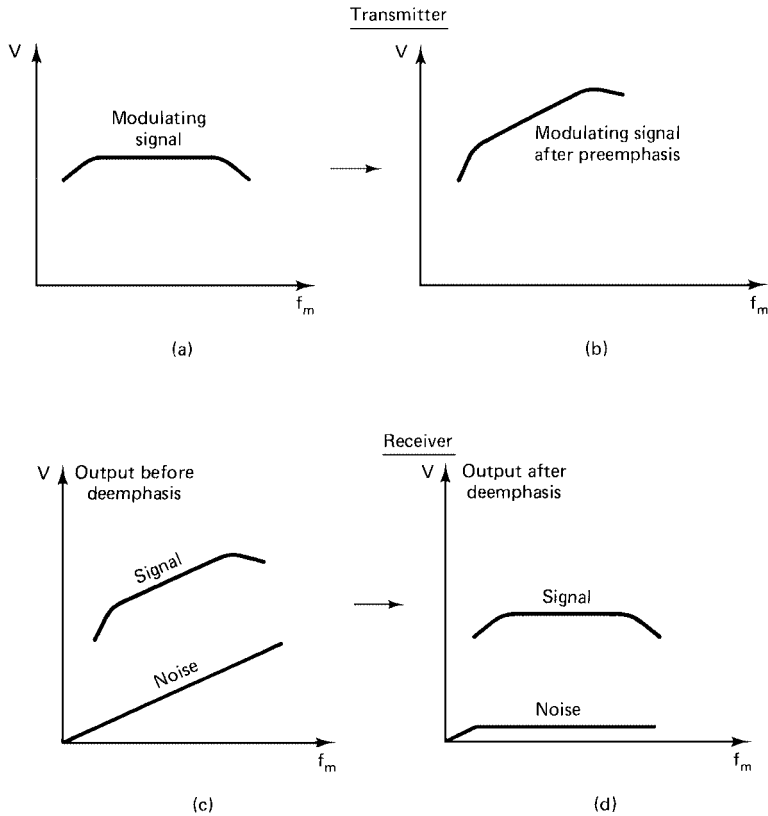 Transmitter
V
Modulating
signal
f_m
(a)
V
Modulating signal
after preemphasis
f_m
(b)
Receiver
V
Output before
deemphasis
Signal
Noise
f_m
(c)
V
Output after
deemphasis
Signal
Noise
f_m
(d)